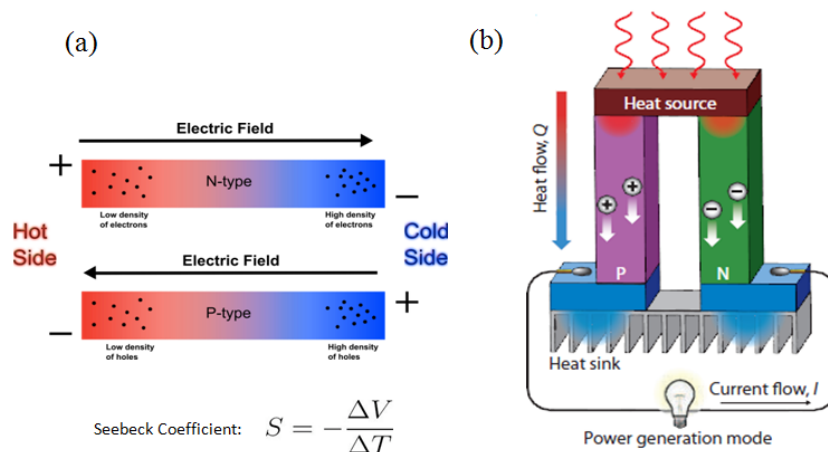 (a)
Electric Field
+
N-type
−
Low density
of electrons
High density
of electrons
Hot
Side
Cold
Side
Electric Field
−
P-type
+
Low density
of holes
High density
of holes
Seebeck Coefficient: S = −ΔV/ΔT
(b)
Heat source
Heat flow, Q
+
+
−
−
P
N
Heat sink
Current flow, I
Power generation mode